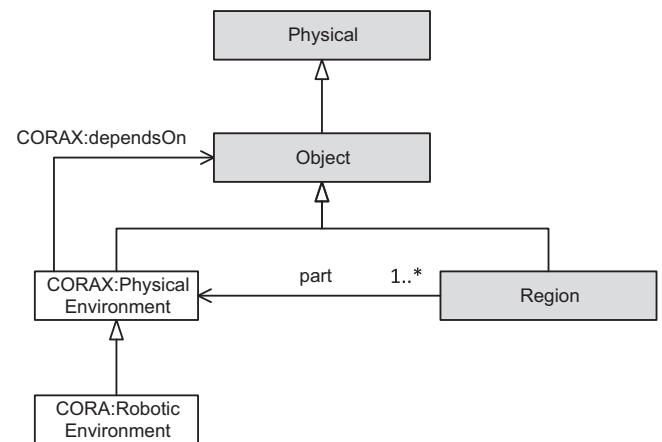 Physical
CORAX:dependsOn
Object
CORAX:Physical
Environment
part
1..*
Region
CORA:Robotic
Environment